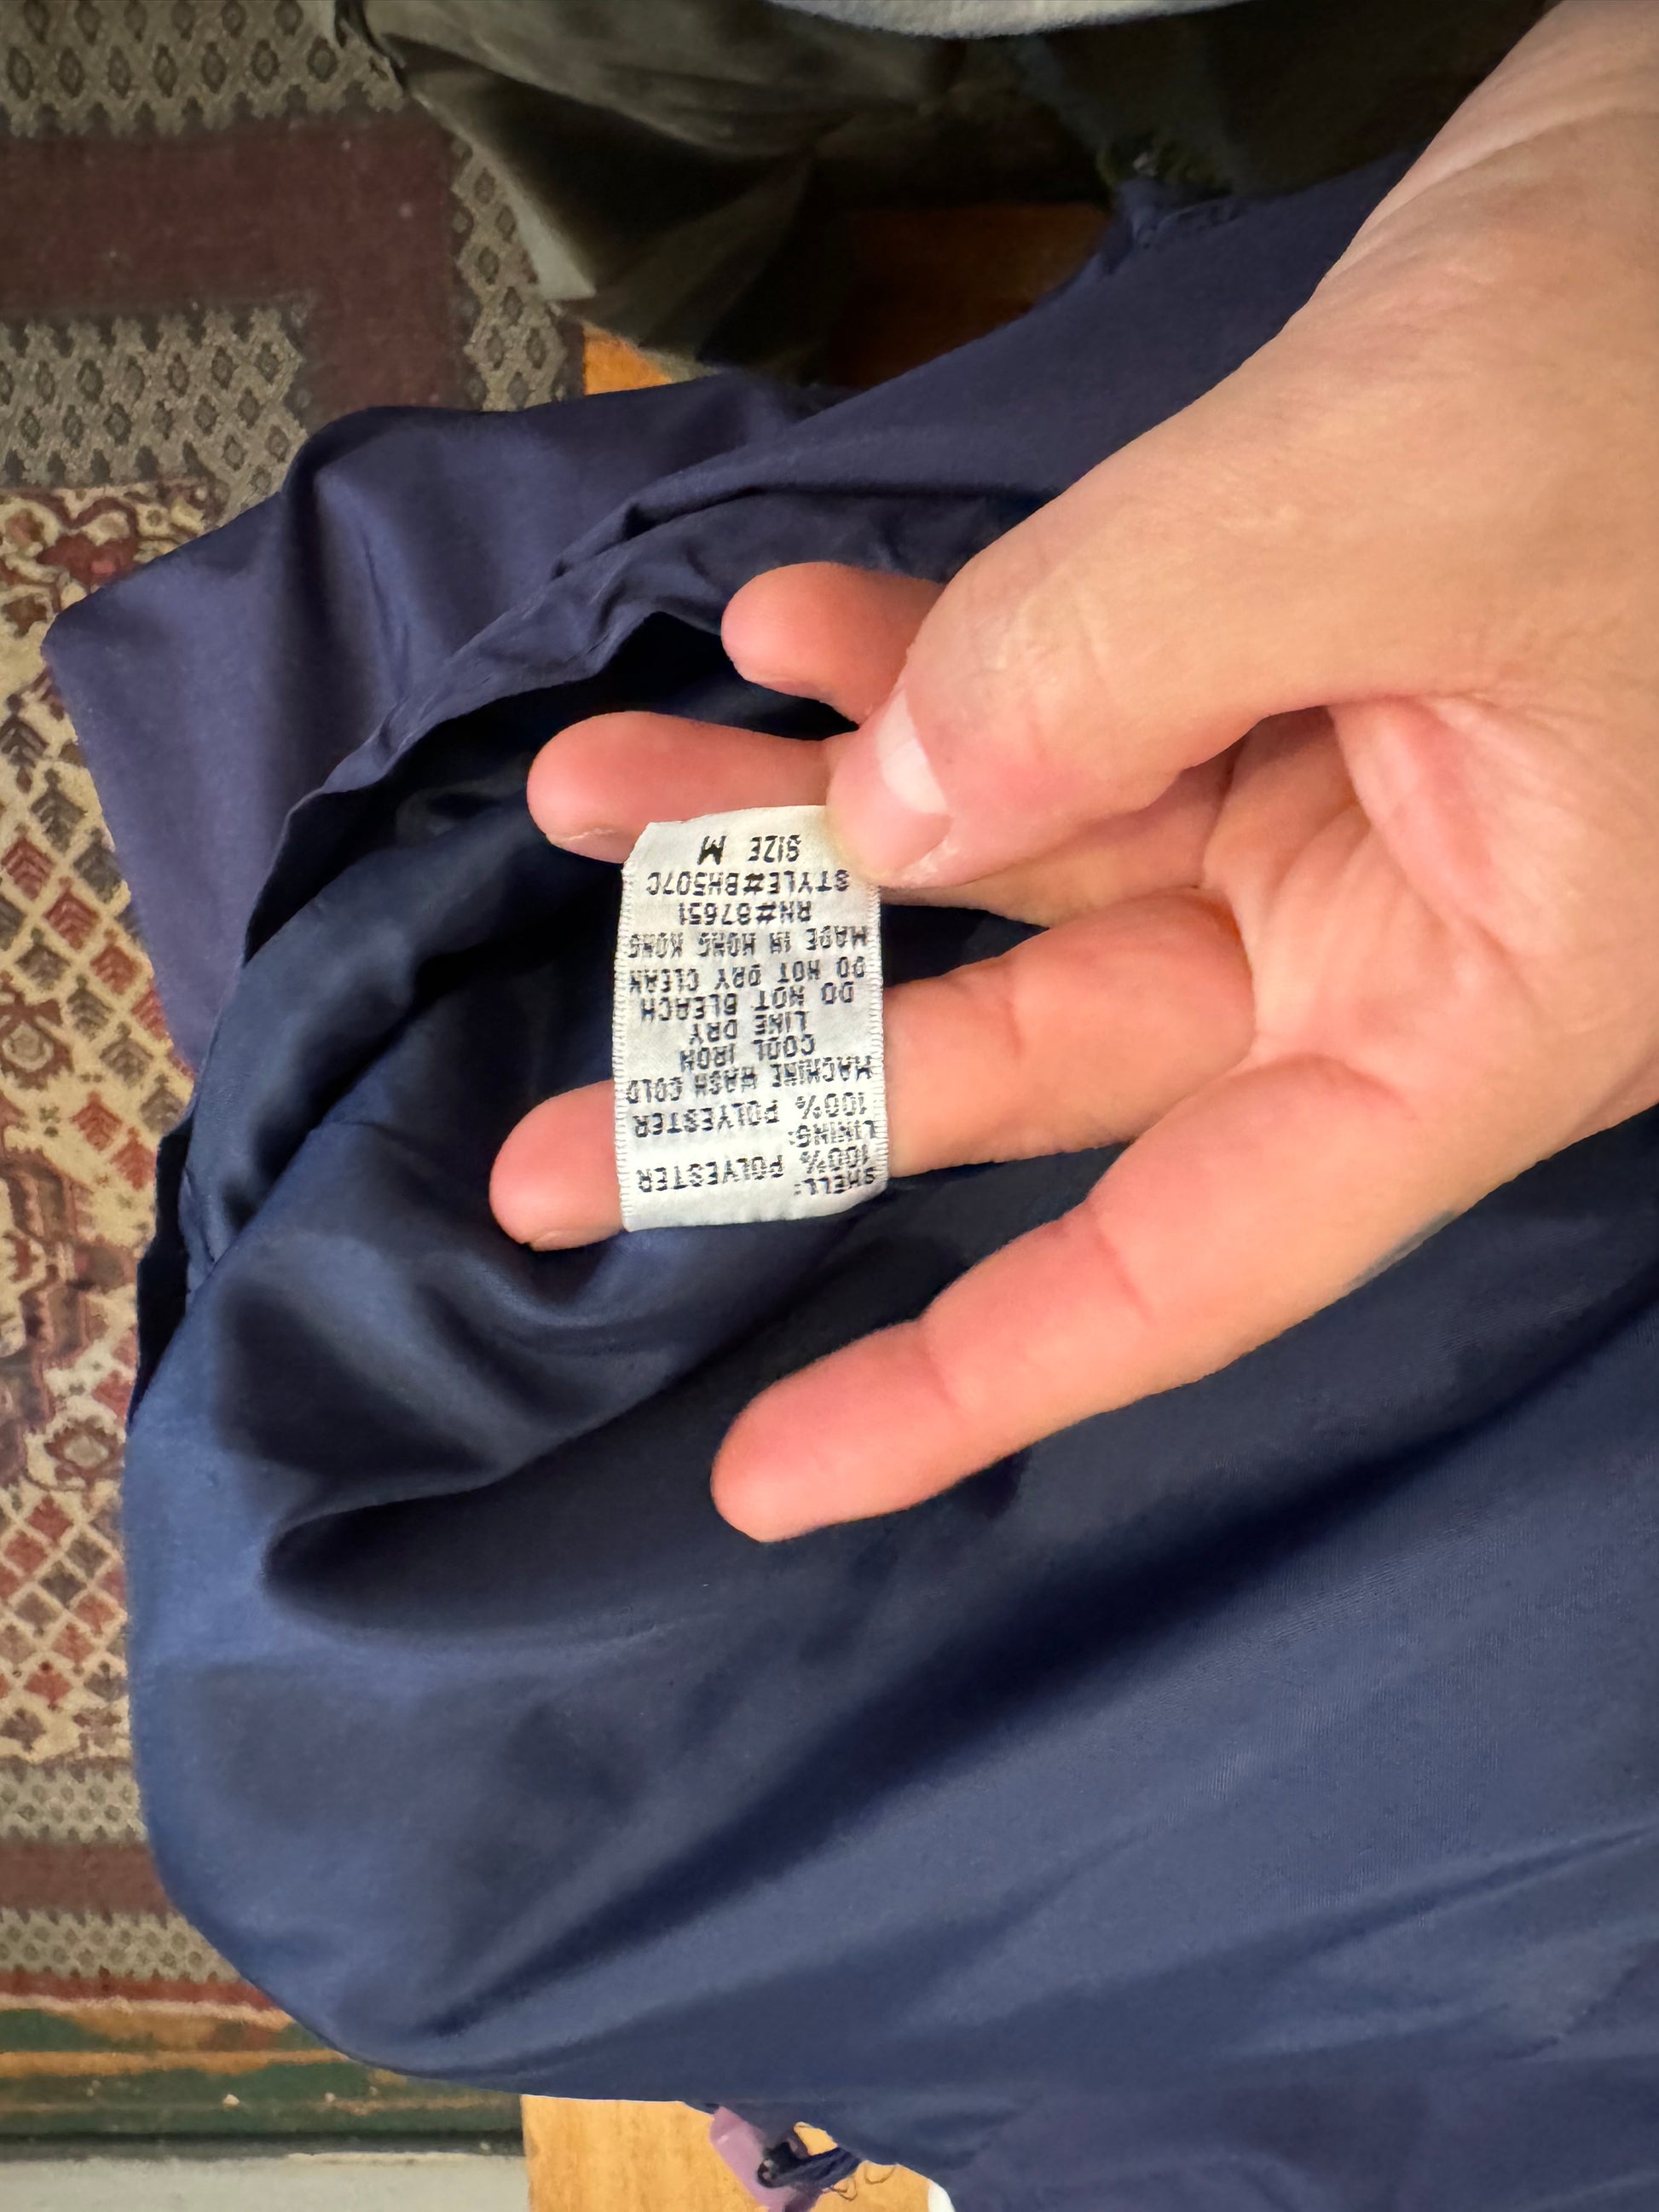 SHELL:
100% POLYESTER
LINING:
100% POLYESTER
MACHINE WASH COLD
COOL IRON
LINE DRY
DO NOT BLEACH
DO NOT DRY CLEAN
MADE IN HONG KONG
RN#87651
STYLE#BH507C
SIZE M